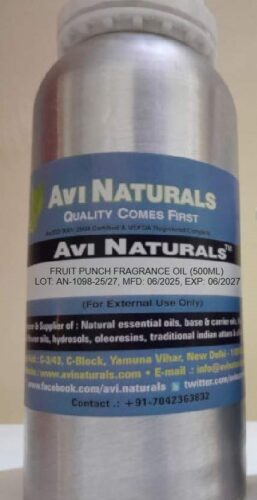 AVI NATURALS
QUALITY COMES FIRST
AVI NATURALS™
FRUIT PUNCH FRAGRANCE OIL (500ML)
LOT: AN-1098-25/27, MFD: 06/2025, EXP: 06/2027
(For External Use Only)
& Supplier of : Natural essential oils, base & carrier oils,
oils, hydrosols, oleoresins, traditional indian attars &
C-3/43, C-Block, Yamuna Vihar, New Delhi -
www.avinaturals.com • E-mail :
www.facebook.com/avi.naturals twitter.com/
Contact .: +91-7042363832